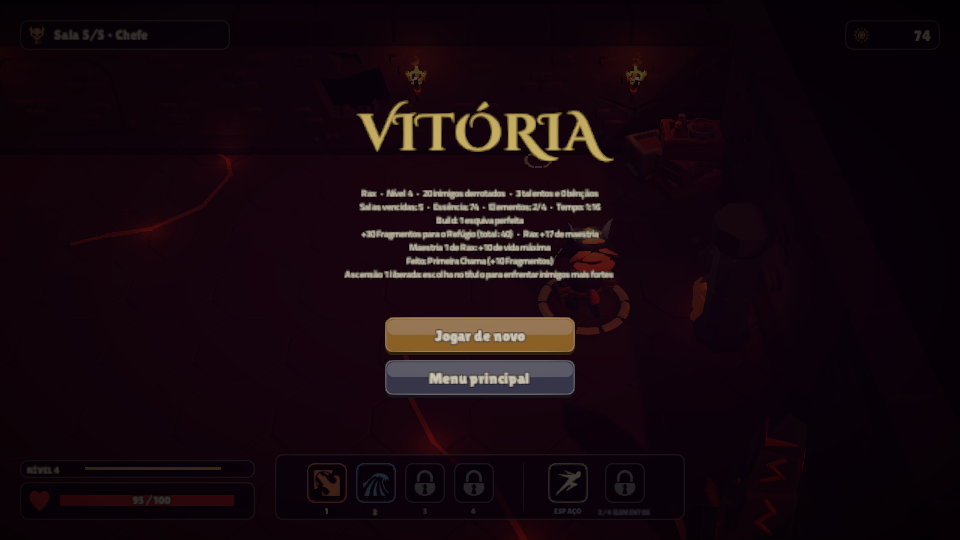 Sala 5/5 · Chefe
74
VITÓRIA
Rax · Nível 4 · 20 inimigos derrotados · 3 talentos e 0 bênçãos
Salas vencidas: 5 · Essência: 74 · Elementos: 2/4 · Tempo: 1:16
Build: 1 esquiva perfeita
+30 Fragmentos para o Refúgio (total: 40) · Rax +17 de maestria
Maestria 1 de Rax: +10 de vida máxima
Feito: Primeira Chama (+10 Fragmentos)
Ascensão 1 liberada: escolha no título para enfrentar inimigos mais fortes
Jogar de novo
Menu principal
NÍVEL 4
95 / 100
1 2 3 4 ESPAÇO 2/4 ELEMENTOS